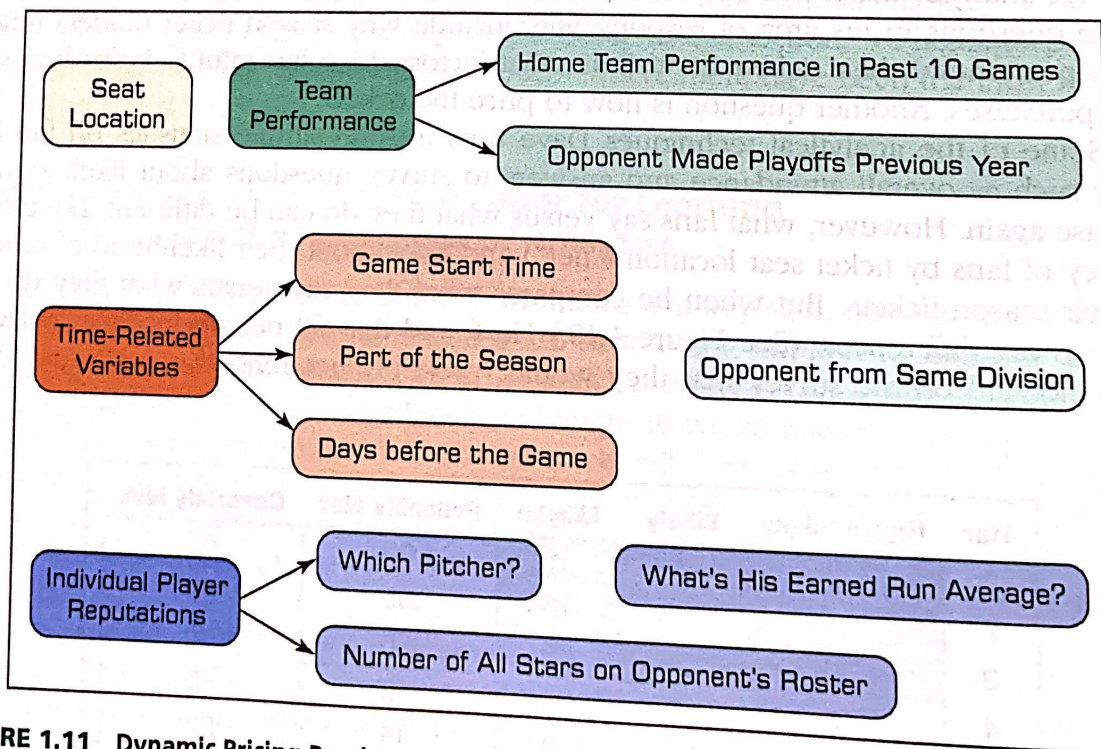 Seat
Location
Team
Performance
Home Team Performance in Past 10 Games
Opponent Made Playoffs Previous Year
Time-Related
Variables
Game Start Time
Part of the Season
Opponent from Same Division
Days before the Game
Individual Player
Reputations
Which Pitcher?
What's His Earned Run Average?
Number of All Stars on Opponent's Roster
RE 1.11 Dynamic Pricing